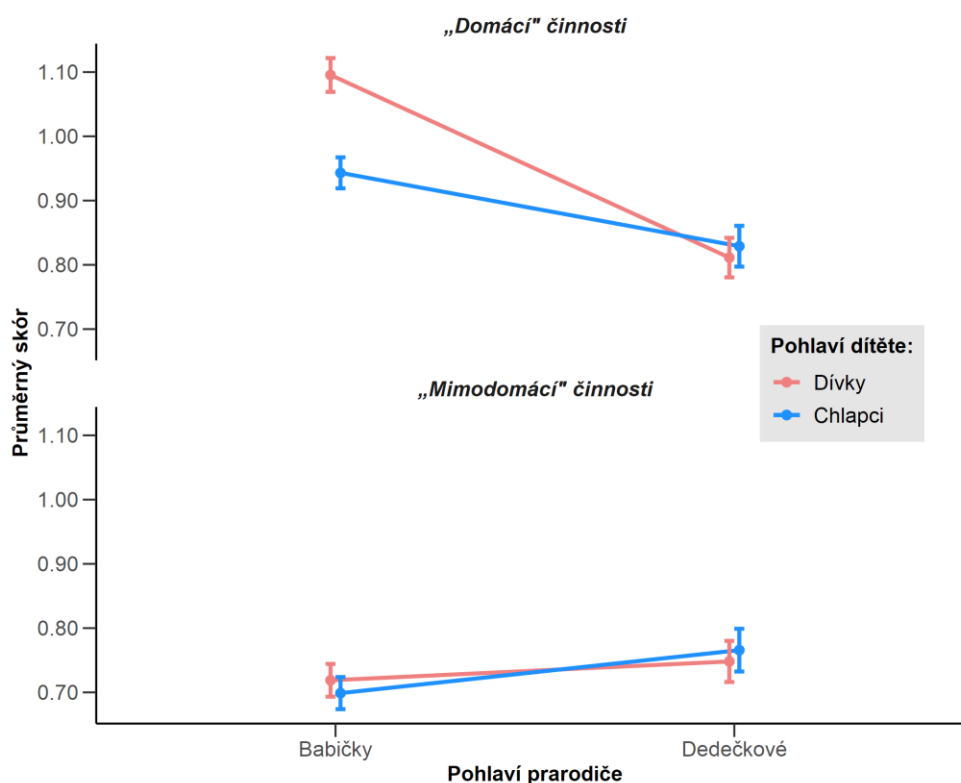 „Domácí" činnosti
1.10
1.00
0.90
0.80
0.70
Průměrný skór
Pohlaví dítěte:
Dívky
Chlapci
„Mimodomácí" činnosti
1.10
1.00
0.90
0.80
0.70
Babičky
Dedečkové
Pohlaví prarodiče